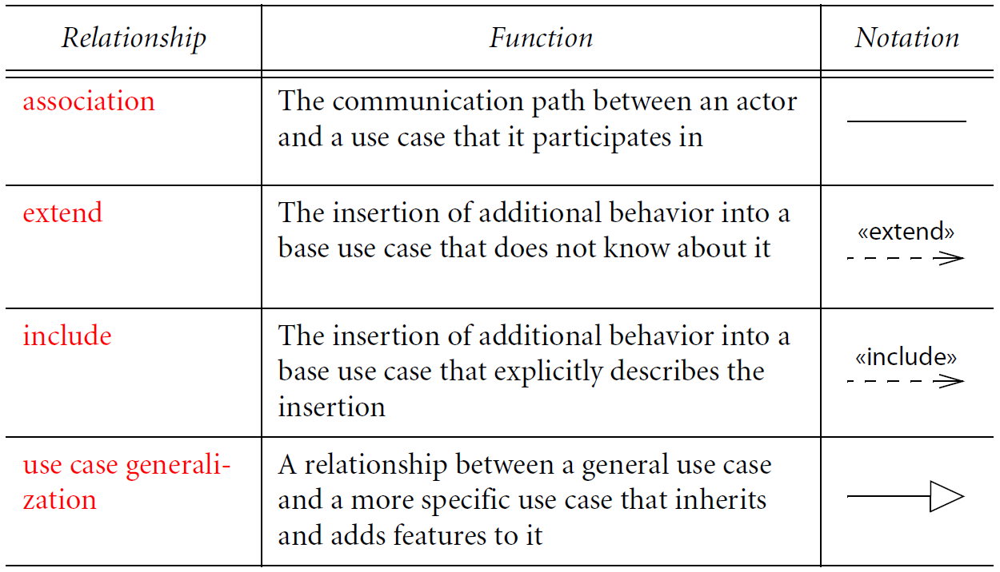 Relationship Function Notation
association
The communication path between an actor
and a use case that it participates in
extend
The insertion of additional behavior into a
base use case that does not know about it
«extend»
include
The insertion of additional behavior into a
base use case that explicitly describes the
insertion
«include»
use case generali-
zation
A relationship between a general use case
and a more specific use case that inherits
and adds features to it